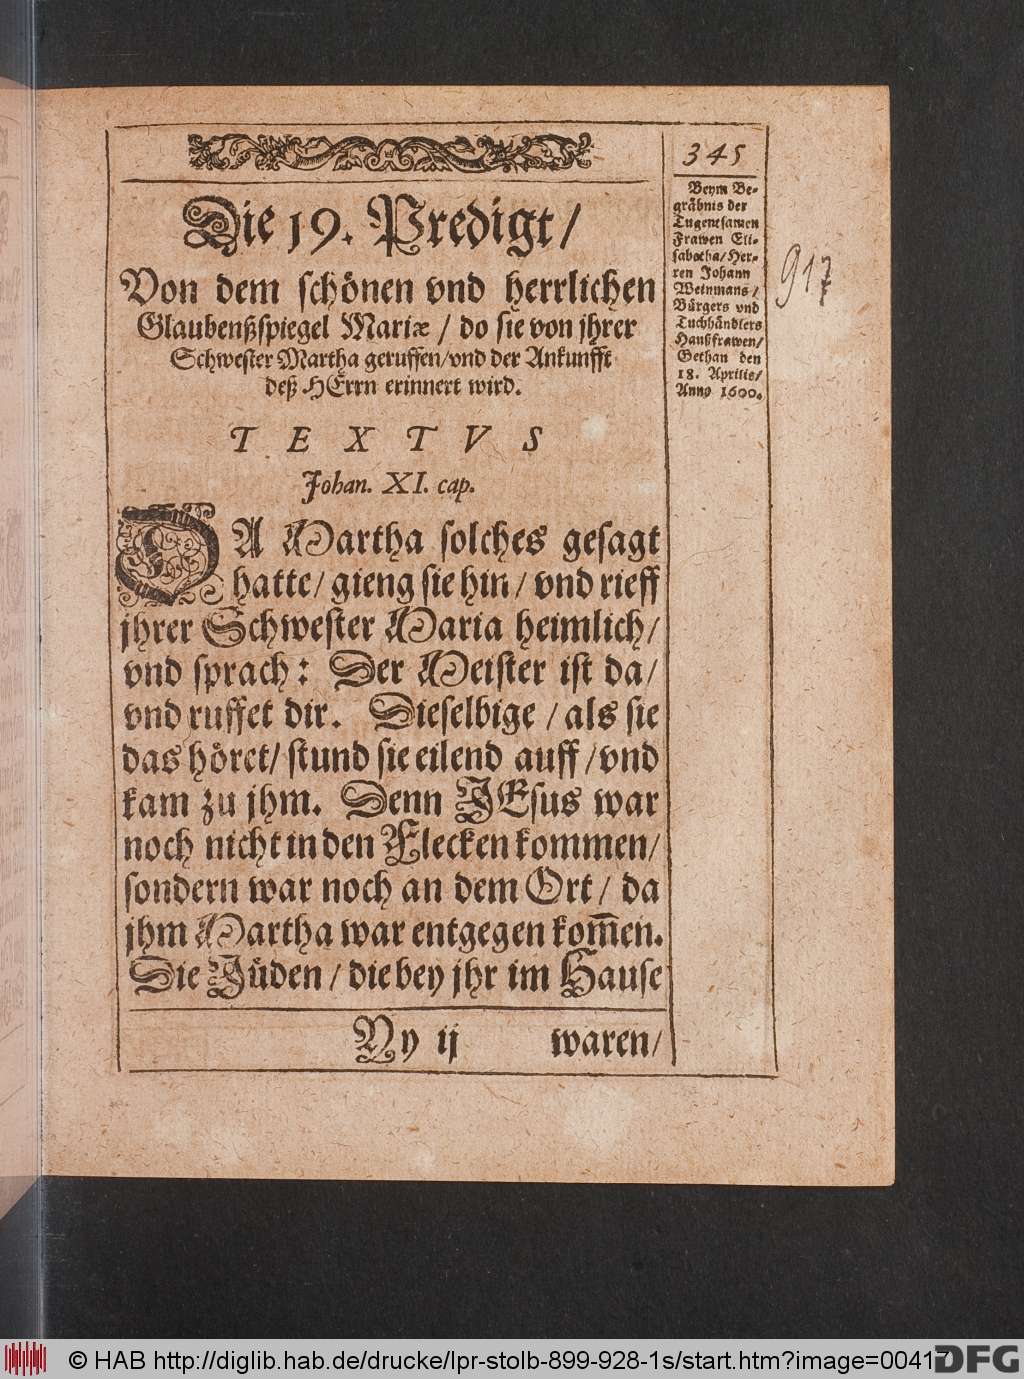 345
Die 19. Predigt/
Von dem schönen vnd herrlichen
Glaubenßspiegel Mariæ / do sie von jhrer
Schwester Martha geruffen/vnd der Ankunfft
deß HErrn erinnert wird.
TEXTVS
Johan. XI. cap.
DA Martha solches gesagt
hatte/ gieng sie hin / vnd rieff
jhrer Schwester Maria heimlich/
vnd sprach: Der Meister ist da/
vnd ruffet dir. Dieselbige / als sie
das höret/ stund sie eilend auff /vnd
kam zu jhm. Denn JEsus war
noch nicht in den Flecken kommen/
sondern war noch an dem Ort / da
jhm Martha war entgegen kom̅en.
Die Jüden / die bey jhr im Hause
Yy ij waren/
Beym Be-
gräbnis der
Tugentsamen
Frawen Eli-
sabetha/Her-
ren Johann
Weinmans/
Bürgers vnd
Tuchhändlers
Haußfrawen/
Gethan den
18. Aprilis/
Anno 1600.
917
© HAB http://diglib.hab.de/drucke/lpr-stolb-899-928-1s/start.htm?image=00417
DFG